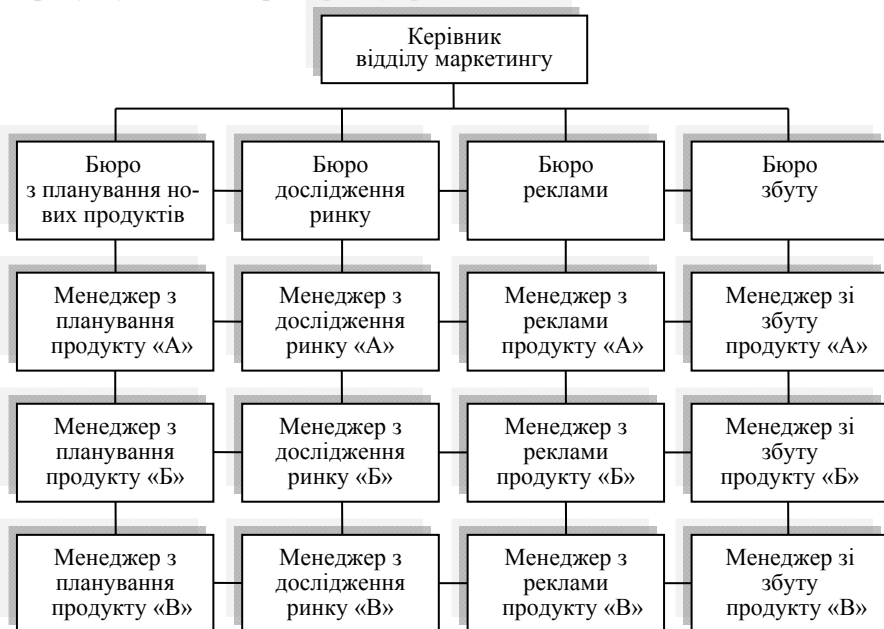 Керівник
відділу маркетингу
Бюро
з планування но-
вих продуктів
Бюро
дослідження
ринку
Бюро
реклами
Бюро
збуту
Менеджер з
планування
продукту «А»
Менеджер з
дослідження
ринку «А»
Менеджер з
реклами
продукту «А»
Менеджер зі
збуту
продукту «А»
Менеджер з
планування
продукту «Б»
Менеджер з
дослідження
ринку «Б»
Менеджер з
реклами
продукту «Б»
Менеджер зі
збуту
продукту «Б»
Менеджер з
планування
продукту «В»
Менеджер з
дослідження
ринку «В»
Менеджер з
реклами
продукту «В»
Менеджер зі
збуту
продукту «В»